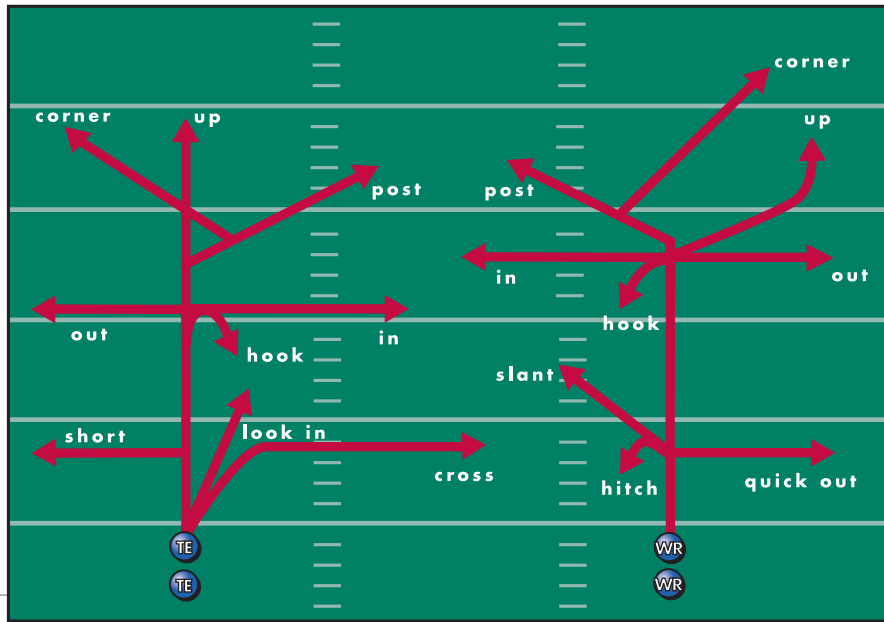 corner
up
post
out
in
hook
short
look in
cross
TE
TE
corner
up
post
in
out
hook
slant
hitch
quick out
WR
WR